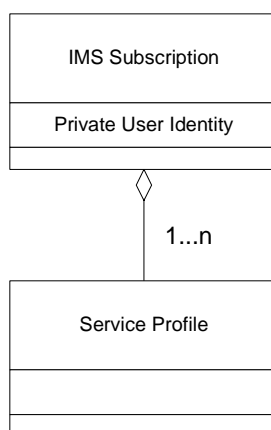 IMS Subscription
Private User Identity
1...n
Service Profile